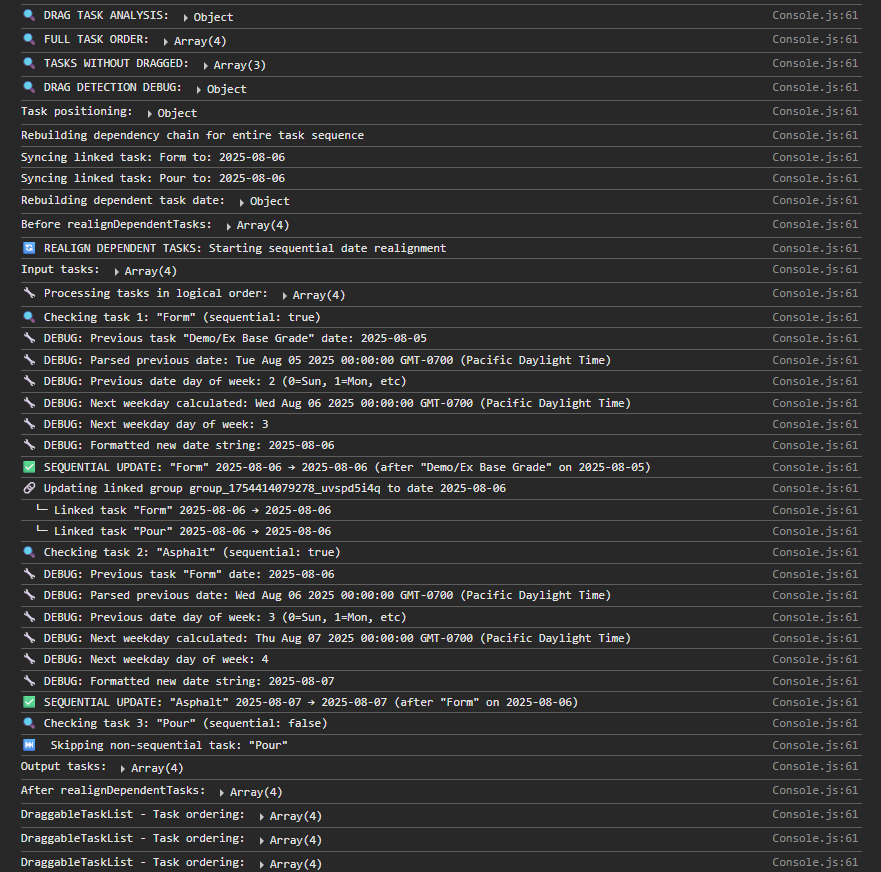 🔍 DRAG TASK ANALYSIS: ▶ Object Console.js:61
🔍 FULL TASK ORDER: ▶ Array(4) Console.js:61
🔍 TASKS WITHOUT DRAGGED: ▶ Array(3) Console.js:61
🔍 DRAG DETECTION DEBUG: ▶ Object Console.js:61
Task positioning: ▶ Object Console.js:61
Rebuilding dependency chain for entire task sequence Console.js:61
Syncing linked task: Form to: 2025-08-06 Console.js:61
Syncing linked task: Pour to: 2025-08-06 Console.js:61
Rebuilding dependent task date: ▶ Object Console.js:61
Before realignDependentTasks: ▶ Array(4) Console.js:61
🔄 REALIGN DEPENDENT TASKS: Starting sequential date realignment Console.js:61
Input tasks: ▶ Array(4) Console.js:61
🔧 Processing tasks in logical order: ▶ Array(4) Console.js:61
🔍 Checking task 1: "Form" (sequential: true) Console.js:61
🔧 DEBUG: Previous task "Demo/Ex Base Grade" date: 2025-08-05 Console.js:61
🔧 DEBUG: Parsed previous date: Tue Aug 05 2025 00:00:00 GMT-0700 (Pacific Daylight Time) Console.js:61
🔧 DEBUG: Previous date day of week: 2 (0=Sun, 1=Mon, etc) Console.js:61
🔧 DEBUG: Next weekday calculated: Wed Aug 06 2025 00:00:00 GMT-0700 (Pacific Daylight Time) Console.js:61
🔧 DEBUG: Next weekday day of week: 3 Console.js:61
🔧 DEBUG: Formatted new date string: 2025-08-06 Console.js:61
✅ SEQUENTIAL UPDATE: "Form" 2025-08-06 → 2025-08-06 (after "Demo/Ex Base Grade" on 2025-08-05) Console.js:61
🔗 Updating linked group group_1754414079278_uvspd5i4q to date 2025-08-06 Console.js:61
└─ Linked task "Form" 2025-08-06 → 2025-08-06 Console.js:61
└─ Linked task "Pour" 2025-08-06 → 2025-08-06 Console.js:61
🔍 Checking task 2: "Asphalt" (sequential: true) Console.js:61
🔧 DEBUG: Previous task "Form" date: 2025-08-06 Console.js:61
🔧 DEBUG: Parsed previous date: Wed Aug 06 2025 00:00:00 GMT-0700 (Pacific Daylight Time) Console.js:61
🔧 DEBUG: Previous date day of week: 3 (0=Sun, 1=Mon, etc) Console.js:61
🔧 DEBUG: Next weekday calculated: Thu Aug 07 2025 00:00:00 GMT-0700 (Pacific Daylight Time) Console.js:61
🔧 DEBUG: Next weekday day of week: 4 Console.js:61
🔧 DEBUG: Formatted new date string: 2025-08-07 Console.js:61
✅ SEQUENTIAL UPDATE: "Asphalt" 2025-08-07 → 2025-08-07 (after "Form" on 2025-08-06) Console.js:61
🔍 Checking task 3: "Pour" (sequential: false) Console.js:61
⏭️ Skipping non-sequential task: "Pour" Console.js:61
Output tasks: ▶ Array(4) Console.js:61
After realignDependentTasks: ▶ Array(4) Console.js:61
DraggableTaskList - Task ordering: ▶ Array(4) Console.js:61
DraggableTaskList - Task ordering: ▶ Array(4) Console.js:61
DraggableTaskList - Task ordering: ▶ Array(4) Console.js:61